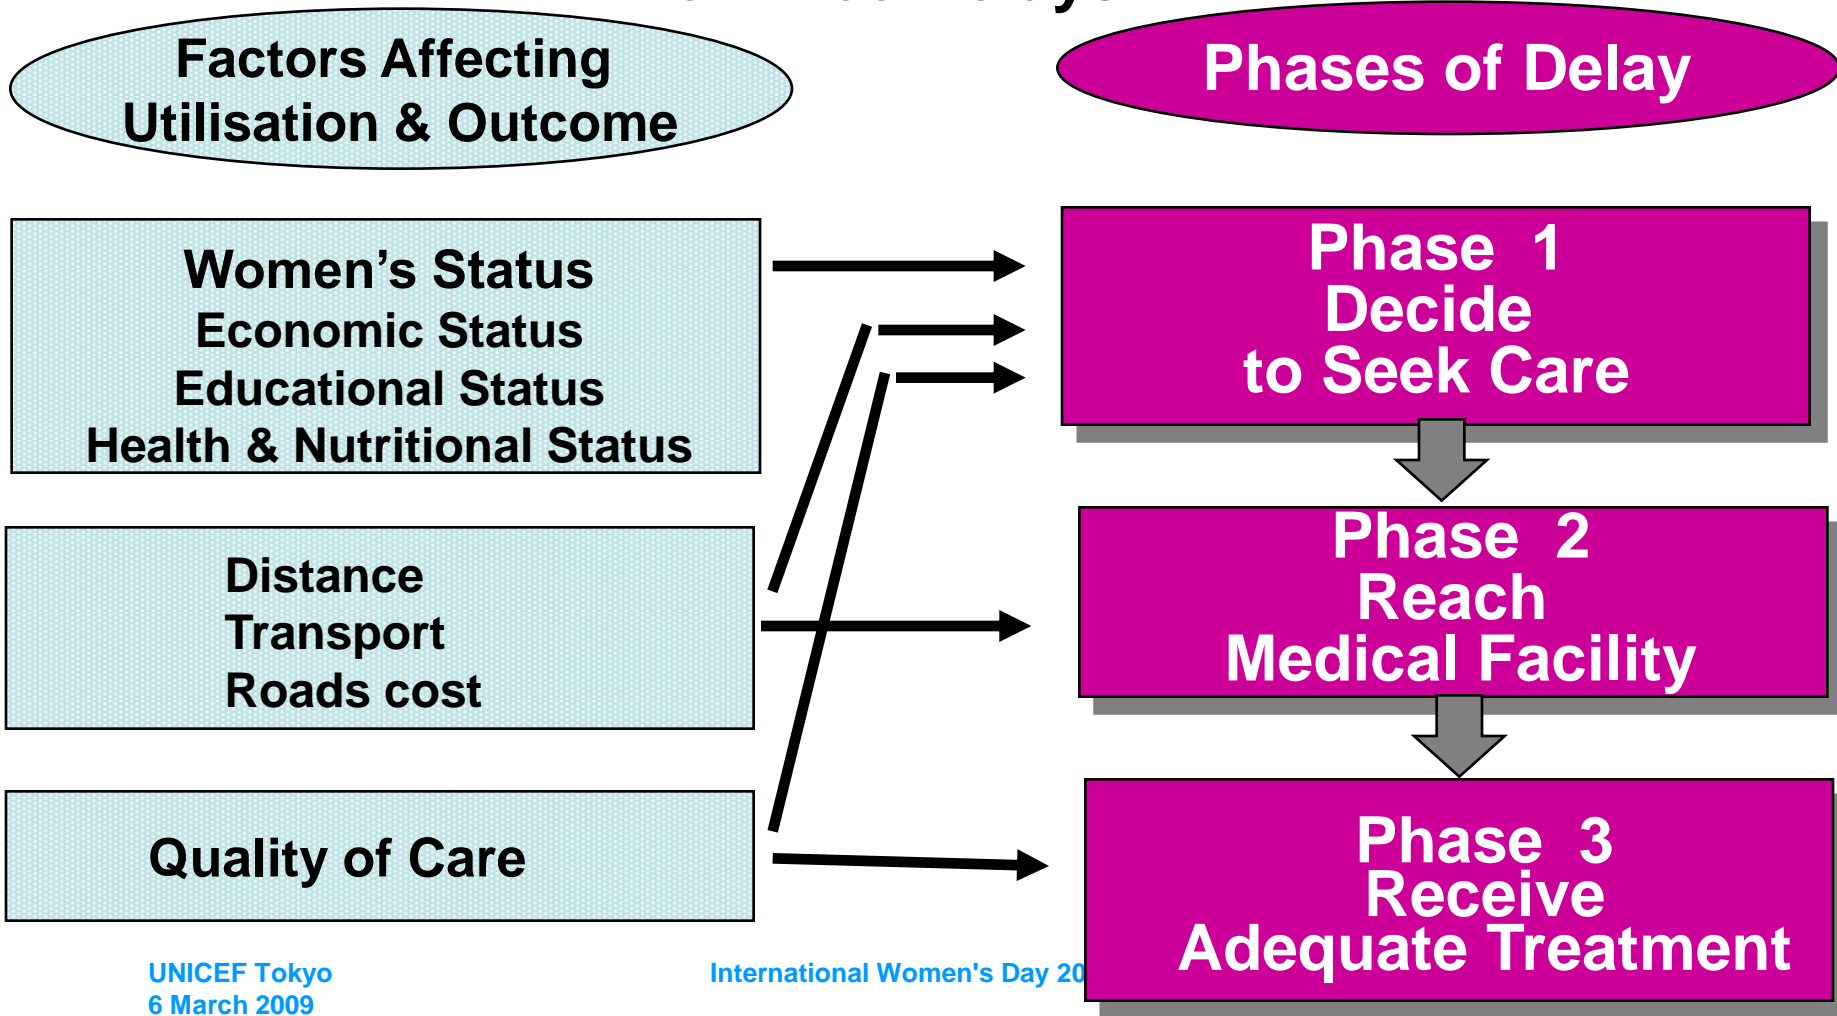 Factors Affecting
Utilisation & Outcome
Phases of Delay
Women's Status
Economic Status
Educational Status
Health & Nutritional Status
Distance
Transport
Roads cost
Quality of Care
Phase 1
Decide
to Seek Care
Phase 2
Reach
Medical Facility
Phase 3
Receive
Adequate Treatment
UNICEF Tokyo
6 March 2009
International Women's Day 20